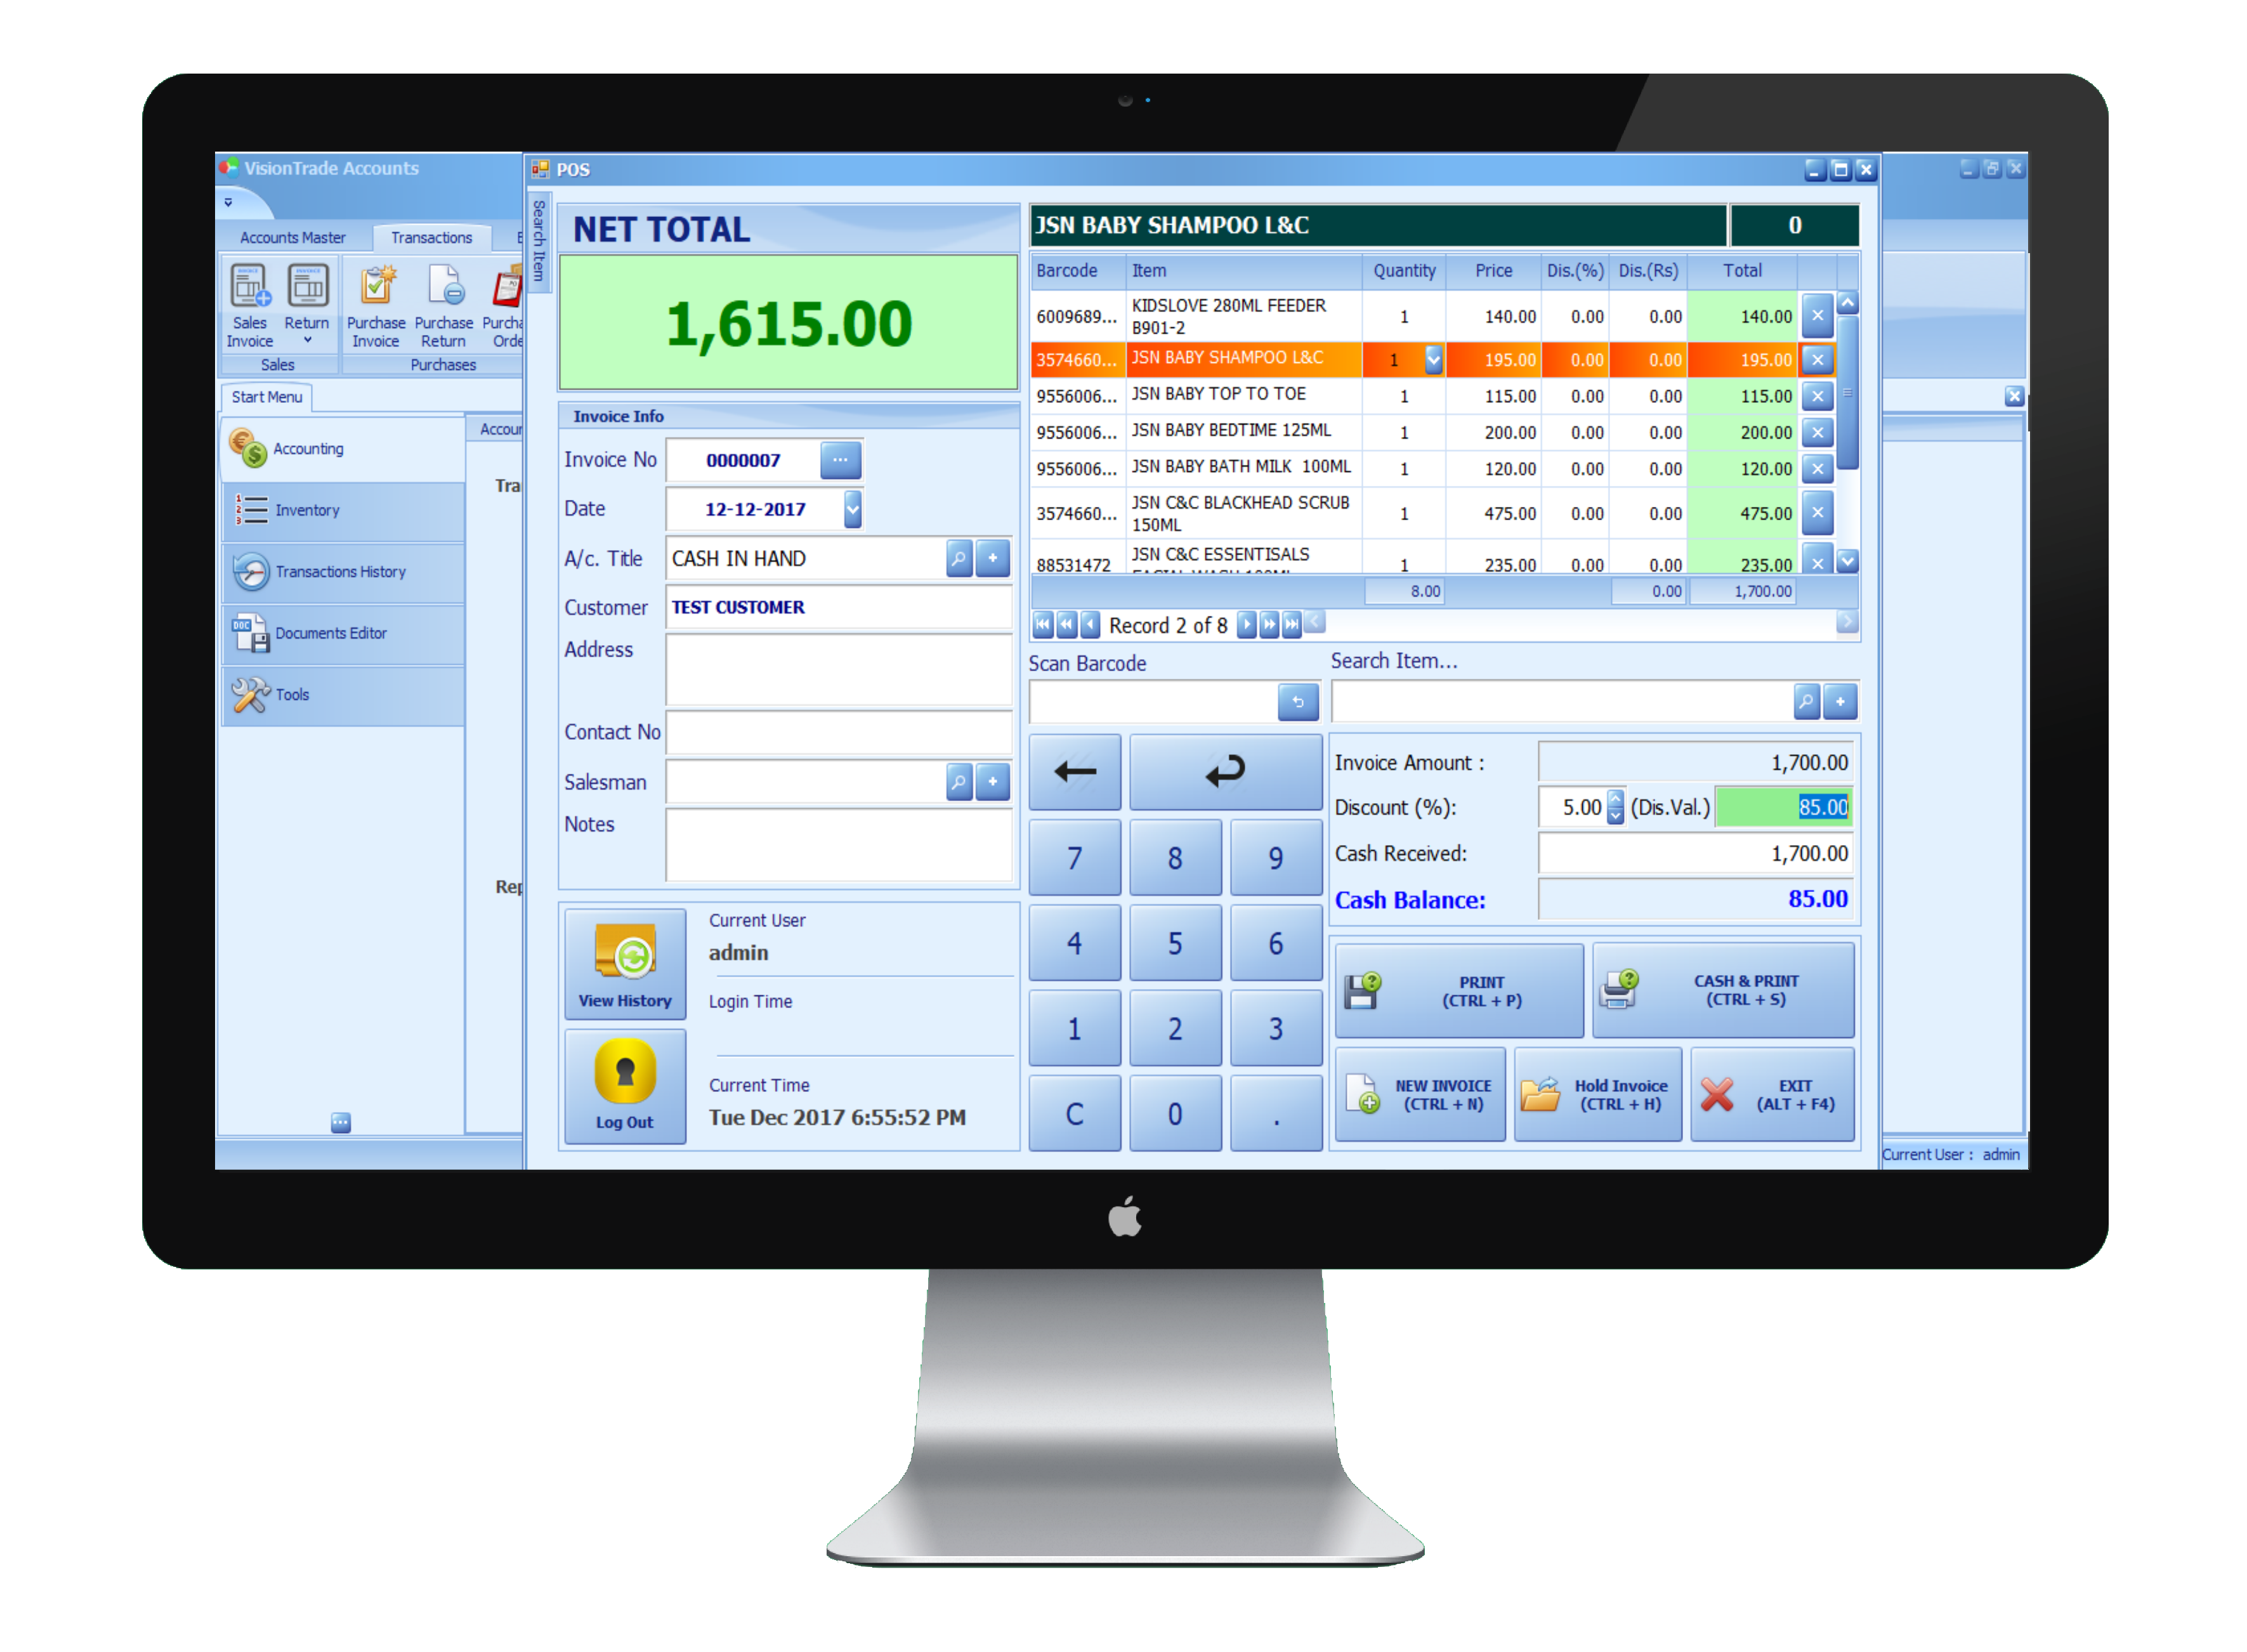 VisionTrade Accounts
Accounts Master Transactions
Sales Invoice
Return
Purchase Invoice
Purchase Return
Sales
Purchases
Start Menu
Accounting
Inventory
Transactions History
Documents Editor
Tools
POS
Search Item
NET TOTAL
1,615.00
Invoice Info
Invoice No 0000007 ...
Date 12-12-2017
A/c. Title CASH IN HAND
Customer TEST CUSTOMER
Address
Contact No
Salesman
Notes
View History
Log Out
Current User
admin
Login Time
Current Time
Tue Dec 2017 6:55:52 PM
JSN BABY SHAMPOO L&C 0
Barcode Item Quantity Price Dis.(%) Dis.(Rs) Total
6009689... KIDSLOVE 280ML FEEDER B901-2 1 140.00 0.00 0.00 140.00
3574660... JSN BABY SHAMPOO L&C 1 195.00 0.00 0.00 195.00
9556006... JSN BABY TOP TO TOE 1 115.00 0.00 0.00 115.00
9556006... JSN BABY BEDTIME 125ML 1 200.00 0.00 0.00 200.00
9556006... JSN BABY BATH MILK 100ML 1 120.00 0.00 0.00 120.00
3574660... JSN C&C BLACKHEAD SCRUB 150ML 1 475.00 0.00 0.00 475.00
88531472 JSN C&C ESSENTISALS 1 235.00 0.00 0.00 235.00
8.00 0.00 1,700.00
Record 2 of 8
Scan Barcode
Search Item...
7 8 9
4 5 6
1 2 3
C 0 .
Invoice Amount : 1,700.00
Discount (%): 5.00 (Dis.Val.) 85.00
Cash Received: 1,700.00
Cash Balance: 85.00
PRINT
(CTRL + P)
CASH & PRINT
(CTRL + S)
NEW INVOICE
(CTRL + N)
Hold Invoice
(CTRL + H)
EXIT
(ALT + F4)
Current User : admin